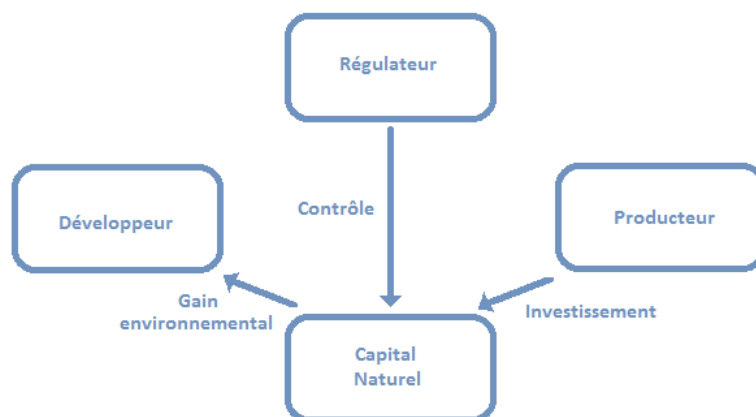 Régulateur
Développeur
Contrôle
Producteur
Gain
environnemental
Investissement
Capital
Naturel